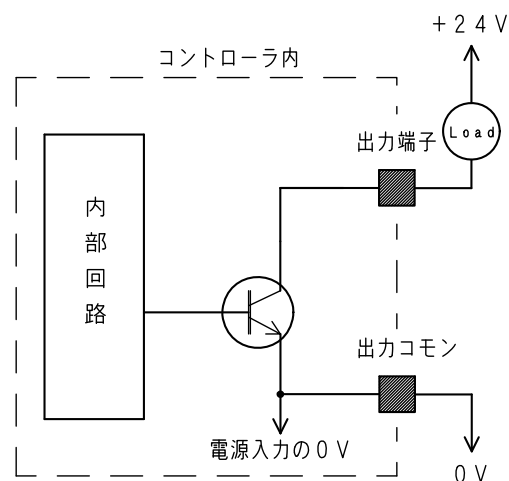 +24V
コントローラ内
Load
出力端子
内部回路
出力コモン
電源入力の0V
0V